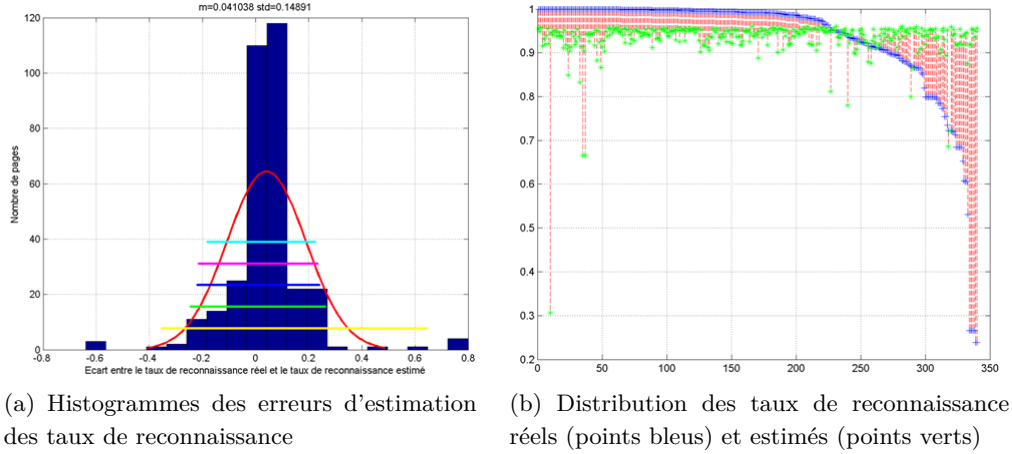 m=0.041038 std=0.14891
Nombre de pages
120
100
80
60
40
20
0
-0.8 -0.6 -0.4 -0.2 0 0.2 0.4 0.6 0.8
Ecart entre le taux de reconnaissance réel et le taux de reconnaissance estimé
1
0.9
0.8
0.7
0.6
0.5
0.4
0.3
0.2
0 50 100 150 200 250 300 350
(a) Histogrammes des erreurs d'estimation
des taux de reconnaissance
(b) Distribution des taux de reconnaissance
réels (points bleus) et estimés (points verts)